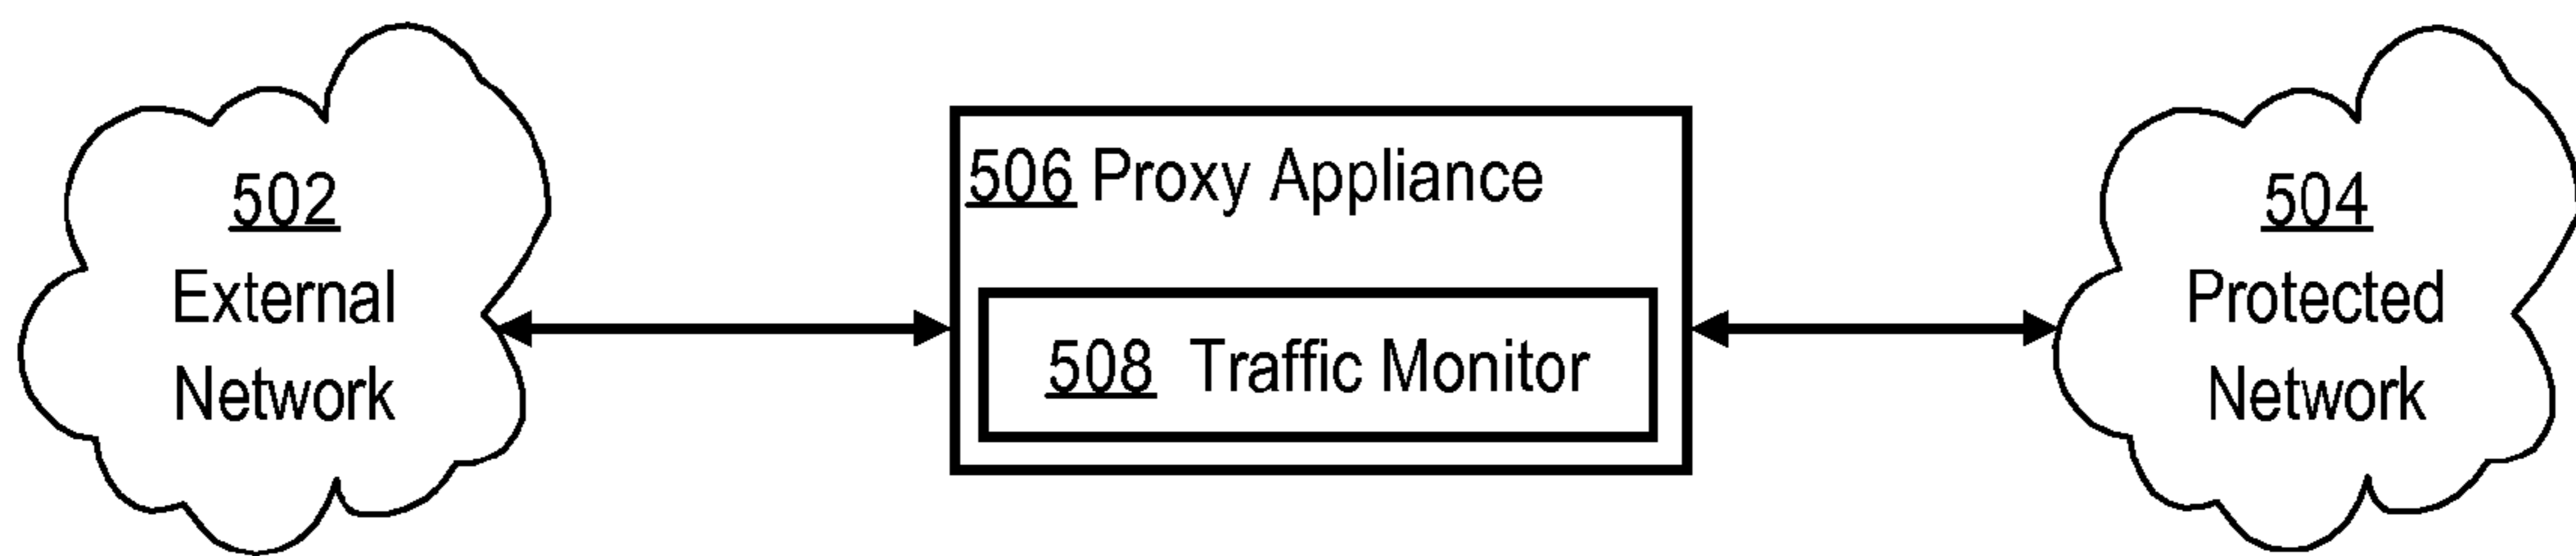 502
External
Network
506 Proxy Appliance
508 Traffic Monitor
504
Protected
Network